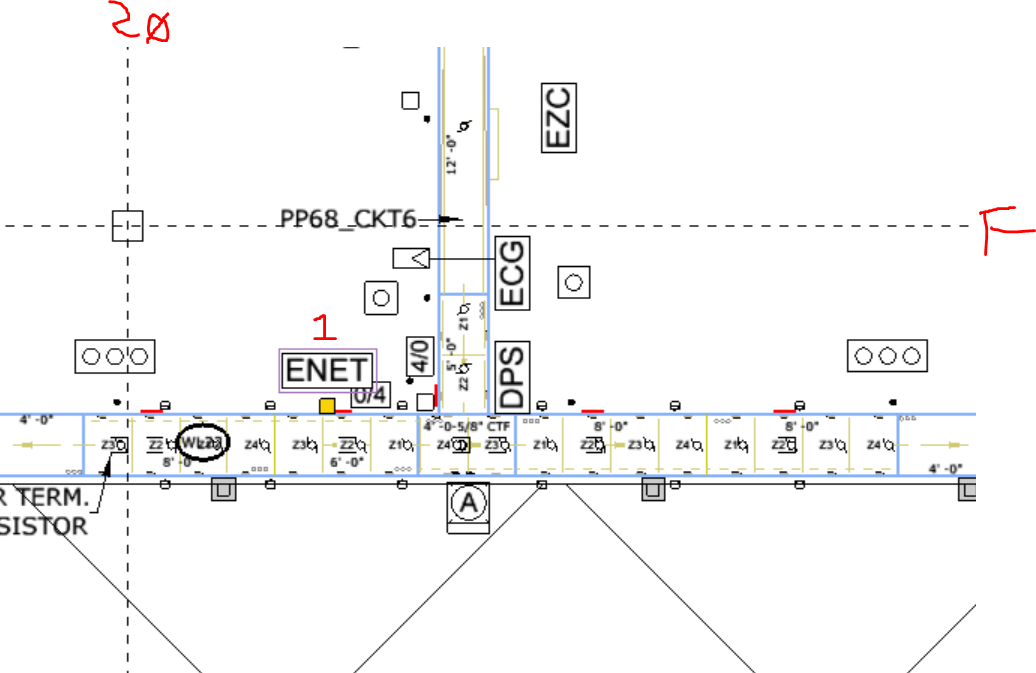 20
EZC
12'-0"
PP68_CKT6
F
ECG
1
Z1
5'-0"
Z2
4/0
DPS
ENET
0/4
4'-0"
4'-0-5/8" CTF
8'-0"
8'-0"
Z3
Z2
WL23
Z4
Z3
Z2
Z1
Z4
Z3
Z1
Z2
Z3
Z4
Z1
Z2
Z3
Z4
8'-0"
6'-0"
4'-0"
R TERM.
SISTOR
A